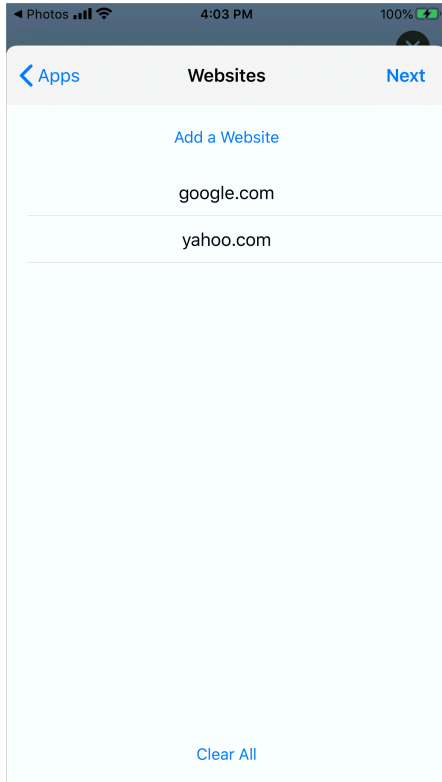 ◀ Photos 4:03 PM 100%
Apps Websites Next
Add a Website
google.com
yahoo.com
Clear All